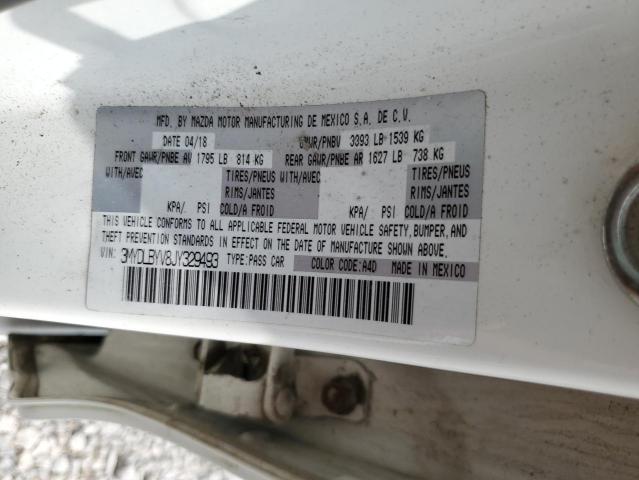 MFD. BY MAZDA MOTOR MANUFACTURING DE MEXICO S.A. DE C.V.
DATE 04/18 GVWR/PNBV 3393 LB 1539 KG
FRONT GAWR/PNBE AV 1795 LB 814 KG REAR GAWR/PNBE AR 1627 LB 738 KG
WITH/AVEC TIRES/PNEUS WITH/AVEC TIRES/PNEUS
RIMS/JANTES RIMS/JANTES
KPA/ PSI COLD/A FROID KPA/ PSI COLD/A FROID
THIS VEHICLE CONFORMS TO ALL APPLICABLE FEDERAL MOTOR VEHICLE SAFETY, BUMPER, AND
THEFT PREVENTION STANDARDS IN EFFECT ON THE DATE OF MANUFACTURE SHOWN ABOVE.
VIN: 3MYDLBYV8JY329493 TYPE: PASS CAR COLOR CODE: A4D MADE IN MEXICO